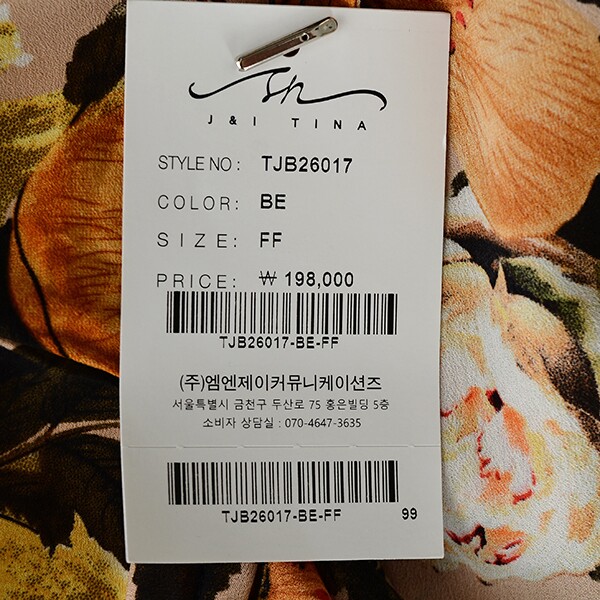 J & I TINA
STYLE NO : TJB26017
COLOR: BE
SIZE: FF
PRICE: ₩ 198,000
TJB26017-BE-FF
(주)엠엔제이커뮤니케이션즈
서울특별시 금천구 두산로 75 홍은빌딩 5층
소비자 상담실 : 070-4647-3635
TJB26017-BE-FF 99